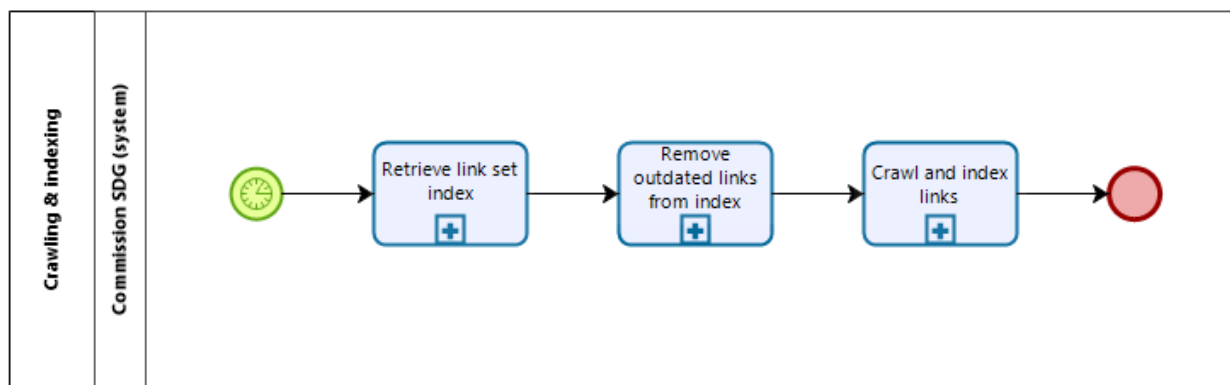 Crawling & indexing
Commission SDG (system)
Retrieve link set
index
Remove
outdated links
from index
Crawl and index
links